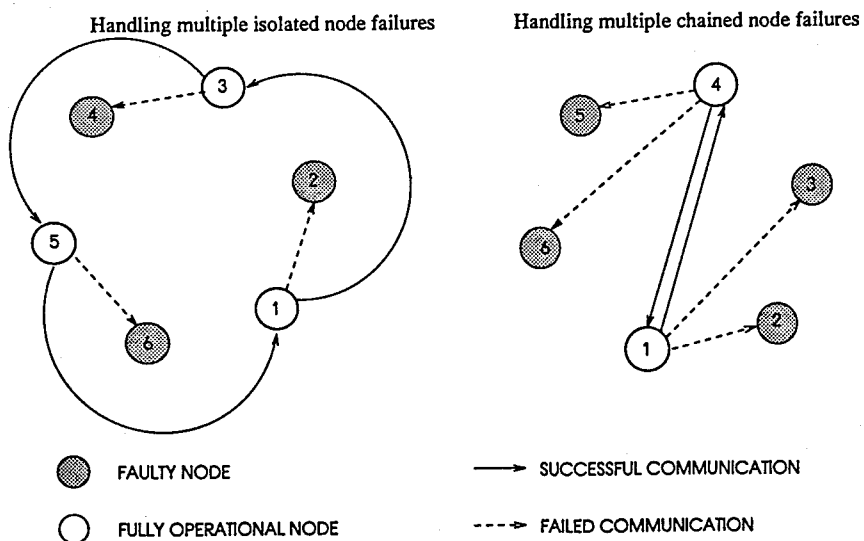 Handling multiple isolated node failures
Handling multiple chained node failures
3
4
2
5
1
6
4
5
3
6
2
1
FAULTY NODE
SUCCESSFUL COMMUNICATION
FULLY OPERATIONAL NODE
FAILED COMMUNICATION